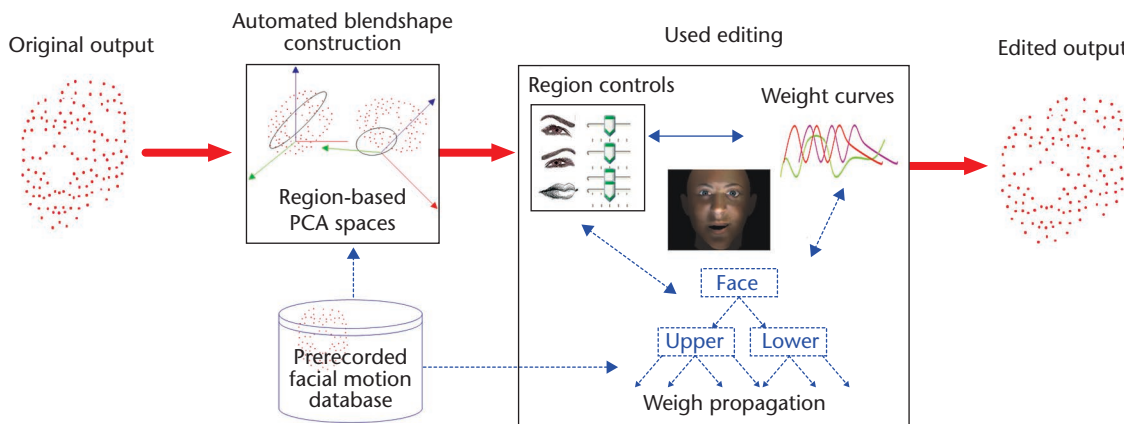 Original output
Automated blendshape
construction
Region-based
PCA spaces
Prerecorded
facial motion
database
Used editing
Region controls
Weight curves
Face
Upper
Lower
Weigh propagation
Edited output